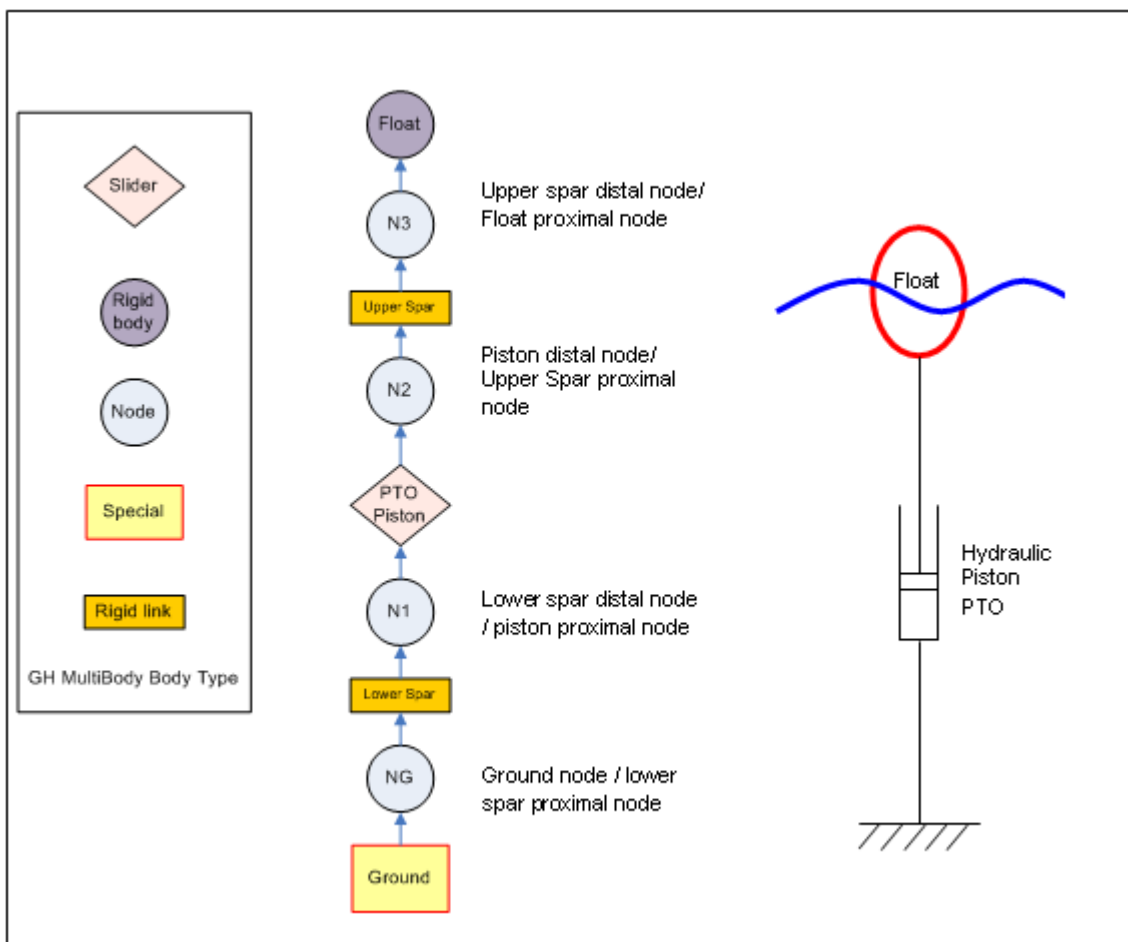 Slider
Rigid
body
Node
Special
Rigid link
GH MultiBody Body Type
Float
N3
Upper Spar
N2
PTO
Piston
N1
Lower Spar
NG
Ground
Upper spar distal node/
Float proximal node
Piston distal node/
Upper Spar proximal
node
Lower spar distal node
/ piston proximal node
Ground node / lower
spar proximal node
Float
Hydraulic
Piston
PTO